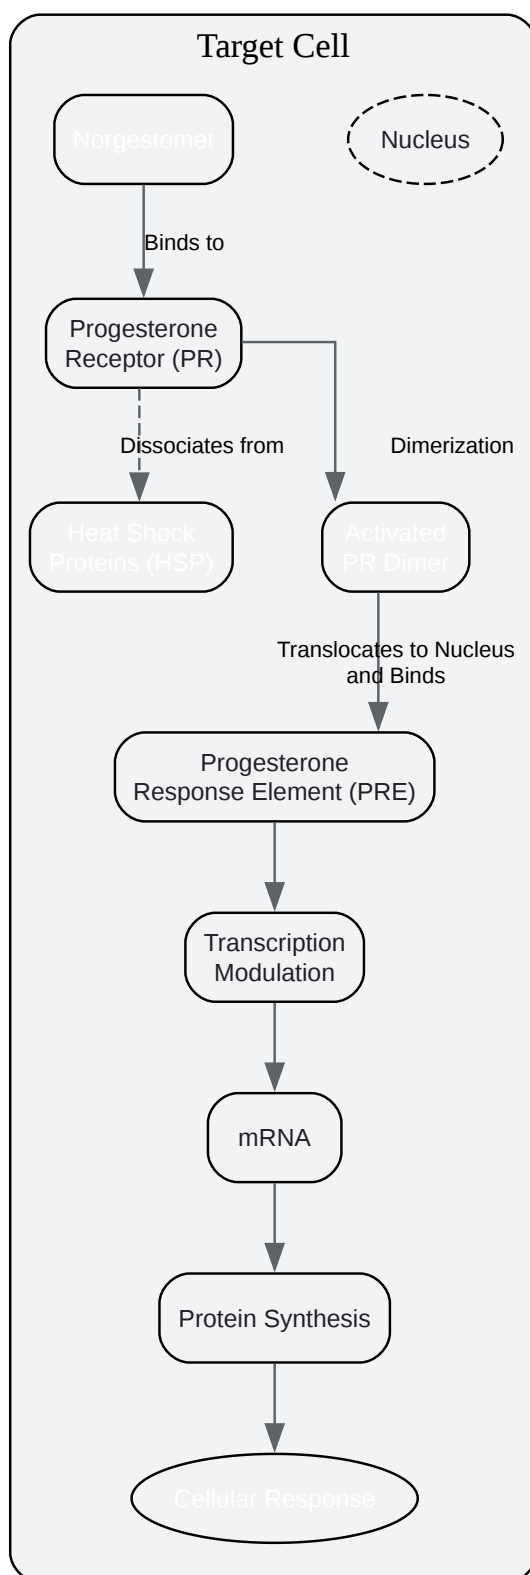 Target Cell
Norgestomet
Nucleus
Binds to
Progesterone
Receptor (PR)
Dissociates from
Dimerization
Heat Shock
Proteins (HSP)
Activated
PR Dimer
Translocates to Nucleus
and Binds
Progesterone
Response Element (PRE)
Transcription
Modulation
mRNA
Protein Synthesis
Cellular Response